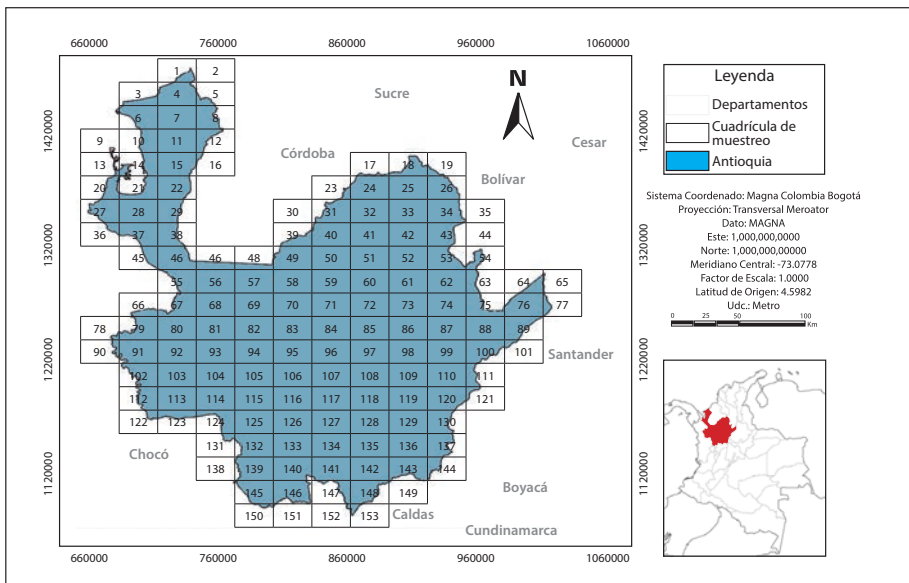 660000 760000 860000 960000 1060000
1 2
3 4 5
6 7 8
9 10 11 12
13 14 15 16
17 18 19
20 21 22
23 24 25 26
27 28 29
30 31 32 33 34 35
36 37 38
39 40 41 42 43 44
45 46 46 48 49 50 51 52 53 54
35 56 57 58 59 60 61 62 63 64 65
66 67 68 69 70 71 72 73 74 75 76 77
78 79 80 81 82 83 84 85 86 87 88 89
90 91 92 93 94 95 96 97 98 99 100 101
102 103 104 105 106 107 108 109 110 111
112 113 114 115 116 117 118 119 120 121
122 123 124 125 126 127 128 129 130
131 132 133 134 135 136 137
138 139 140 141 142 143 144
145 146 147 148 149
150 151 152 153
Sucre
Cesar
Córdoba
Bolívar
Santander
Chocó
Boyacá
Caldas
Cundinamarca
N
1420000
1320000
1220000
1120000
1420000
1320000
1220000
1120000
660000 760000 860000 960000 1060000
Leyenda
Departamentos
Cuadrícula de
muestreo
Antioquia
Sistema Coordenado: Magna Colombia Bogotá
Proyección: Transversal Meroator
Dato: MAGNA
Este: 1,000,000,0000
Norte: 1,000,000,00000
Meridiano Central: -73.0778
Factor de Escala: 1.0000
Latitud de Origen: 4.5982
Udc.: Metro
0 25 50 100
Km